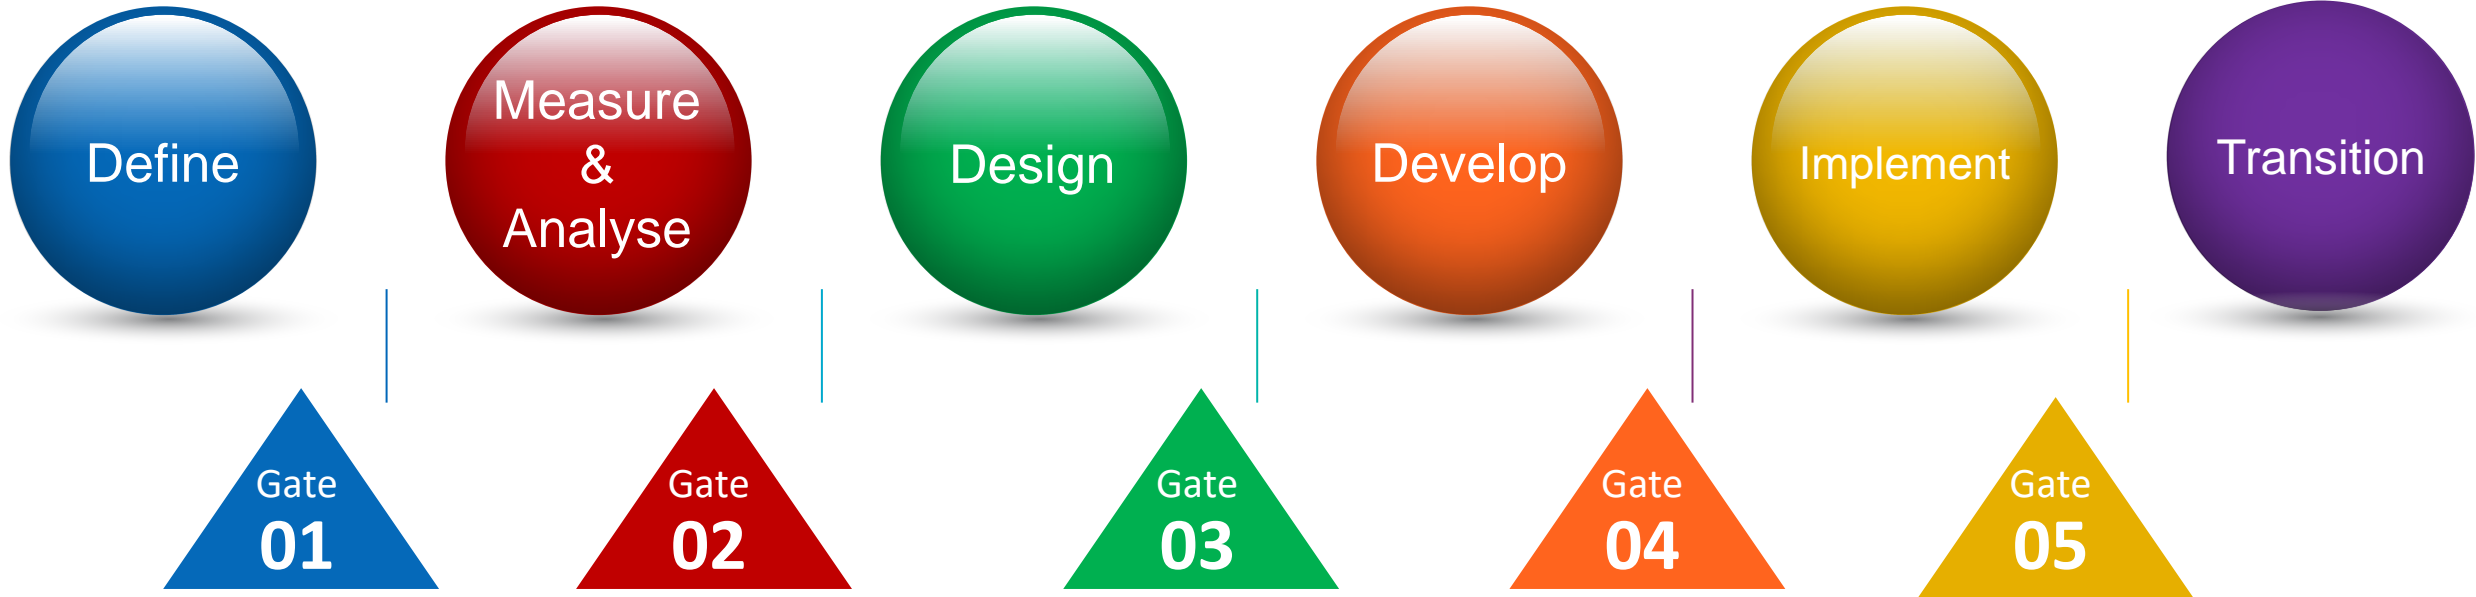 Define
Measure
&
Analyse
Design
Develop
Implement
Transition
Gate
01
Gate
02
Gate
03
Gate
04
Gate
05